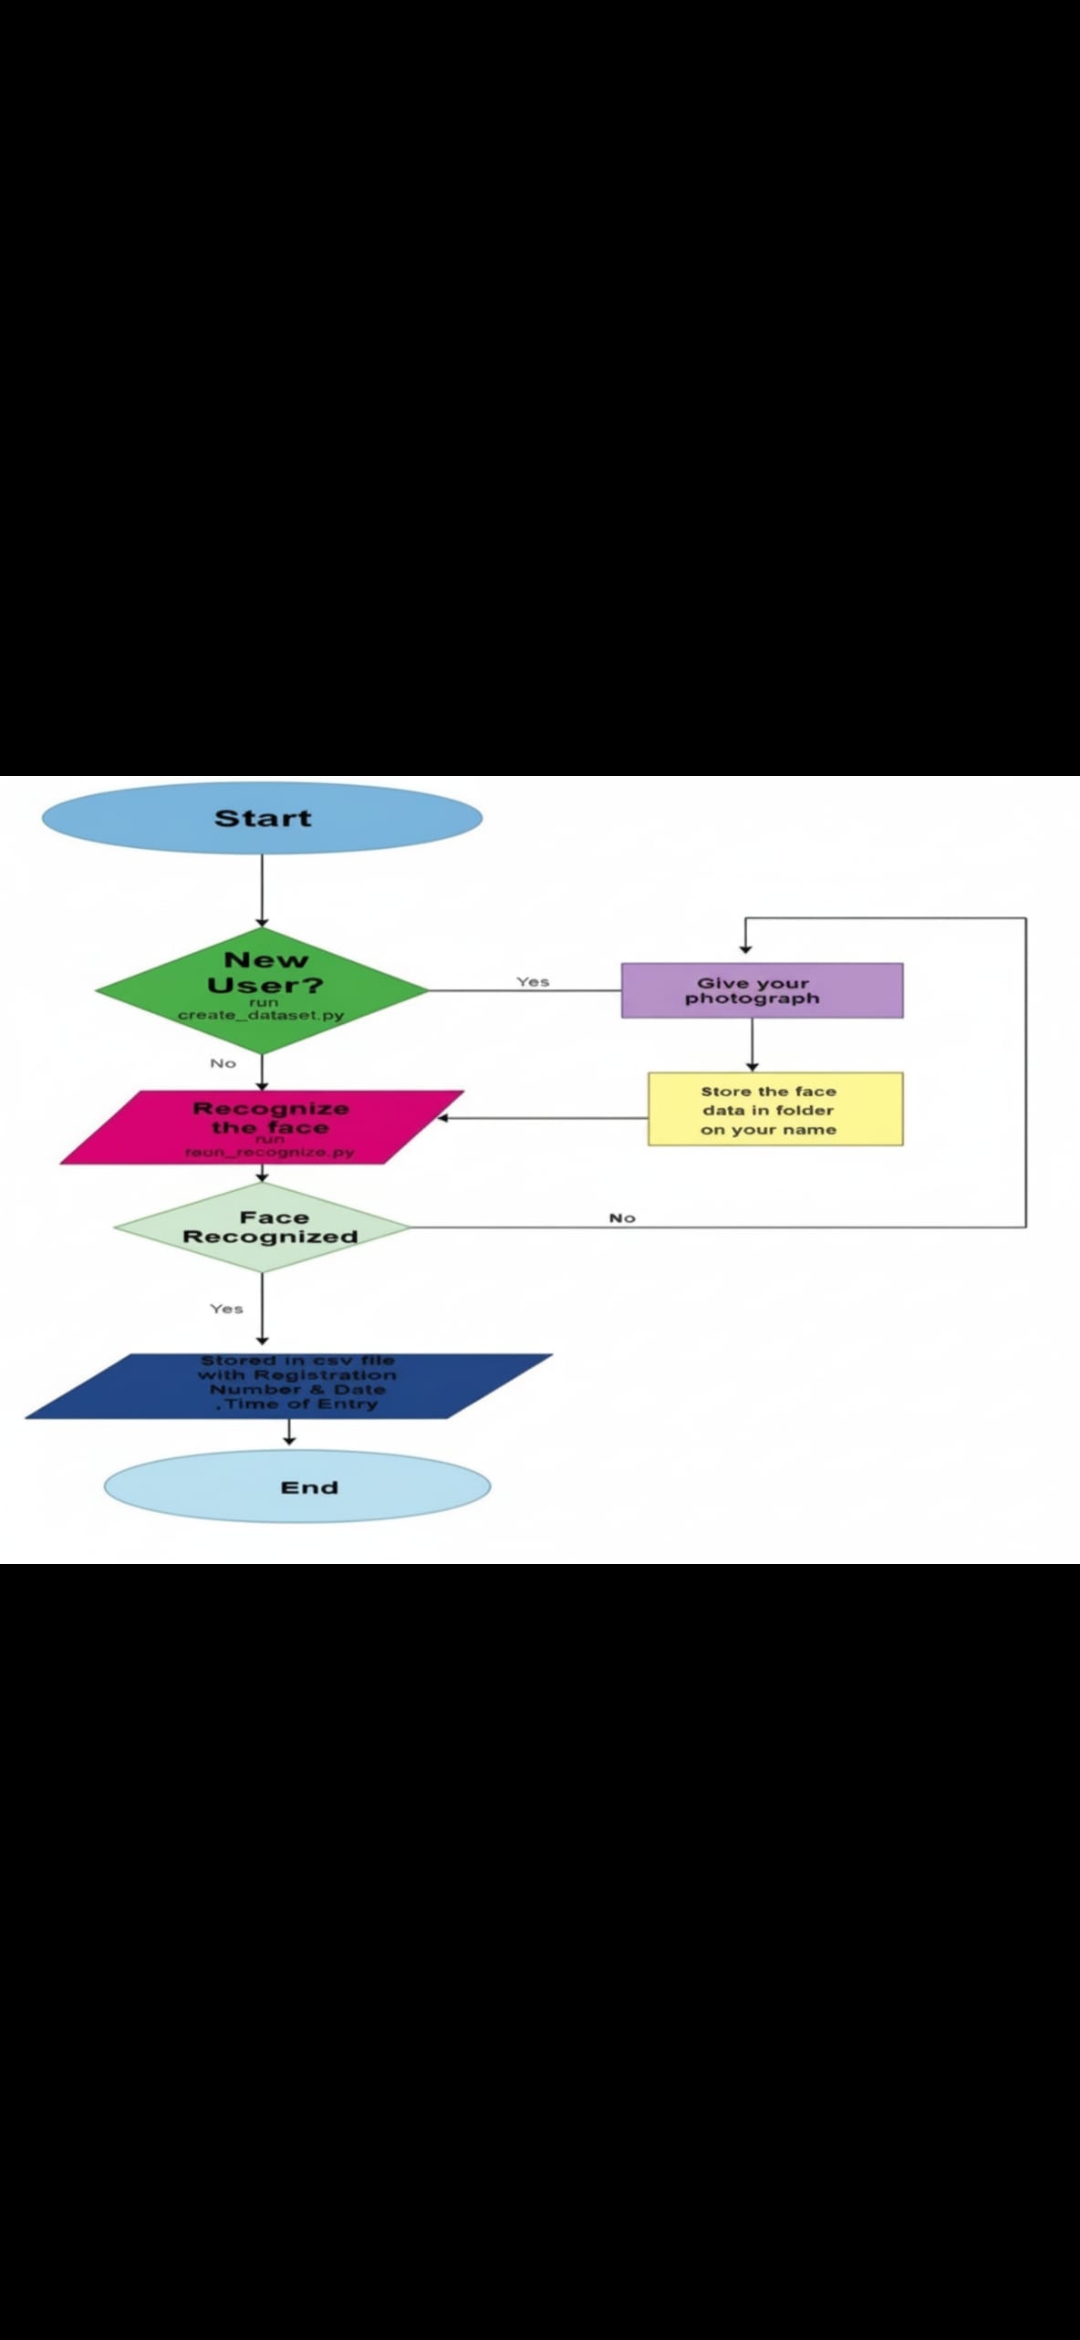 Start
New
User?
run
create_dataset.py
Yes
Give your
photograph
No
Recognize
the face
run
Store the face
data in folder
on your name
Face
Recognized
No
Yes
Stored in csv file
with Registration
Number & Date
,Time of Entry
End